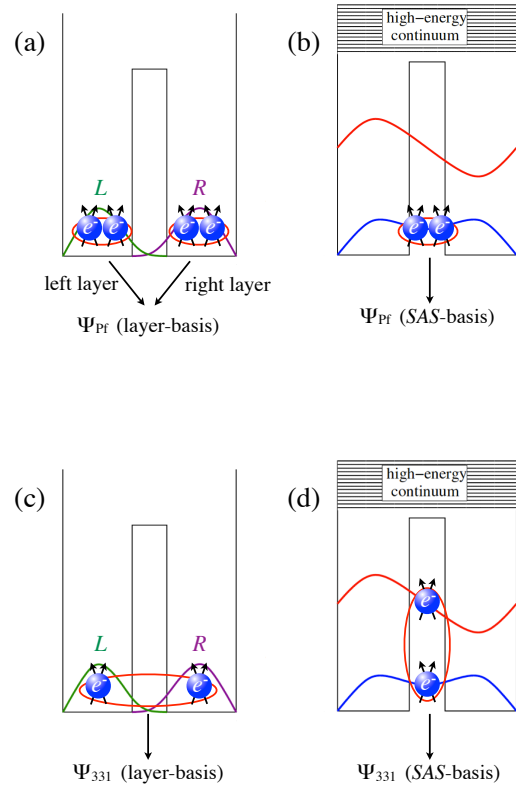 (a)
L
R
e⁻ e⁻
e⁻ e⁻
left layer
right layer
Ψ_Pf (layer-basis)
(b)
high−energy
continuum
e⁻ e⁻
Ψ_Pf (SAS-basis)
(c)
L
R
e⁻
e⁻
Ψ_331 (layer-basis)
(d)
high−energy
continuum
e⁻
e⁻
Ψ_331 (SAS-basis)